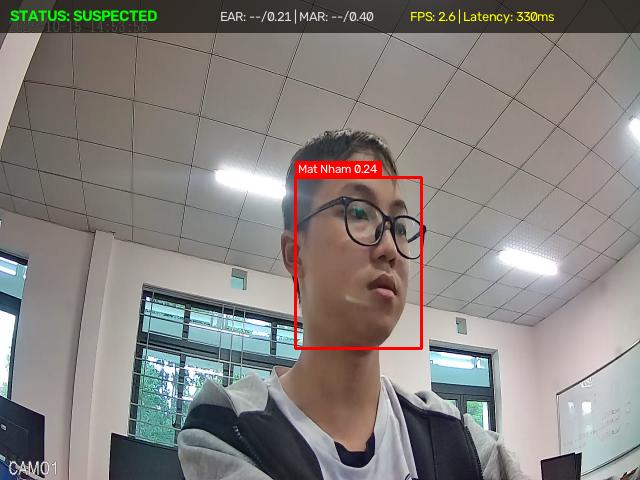 STATUS: SUSPECTED
EAR: --/0.21 | MAR: --/0.40
FPS: 2.6 | Latency: 330ms
Mat Nham 0.24
CAM01